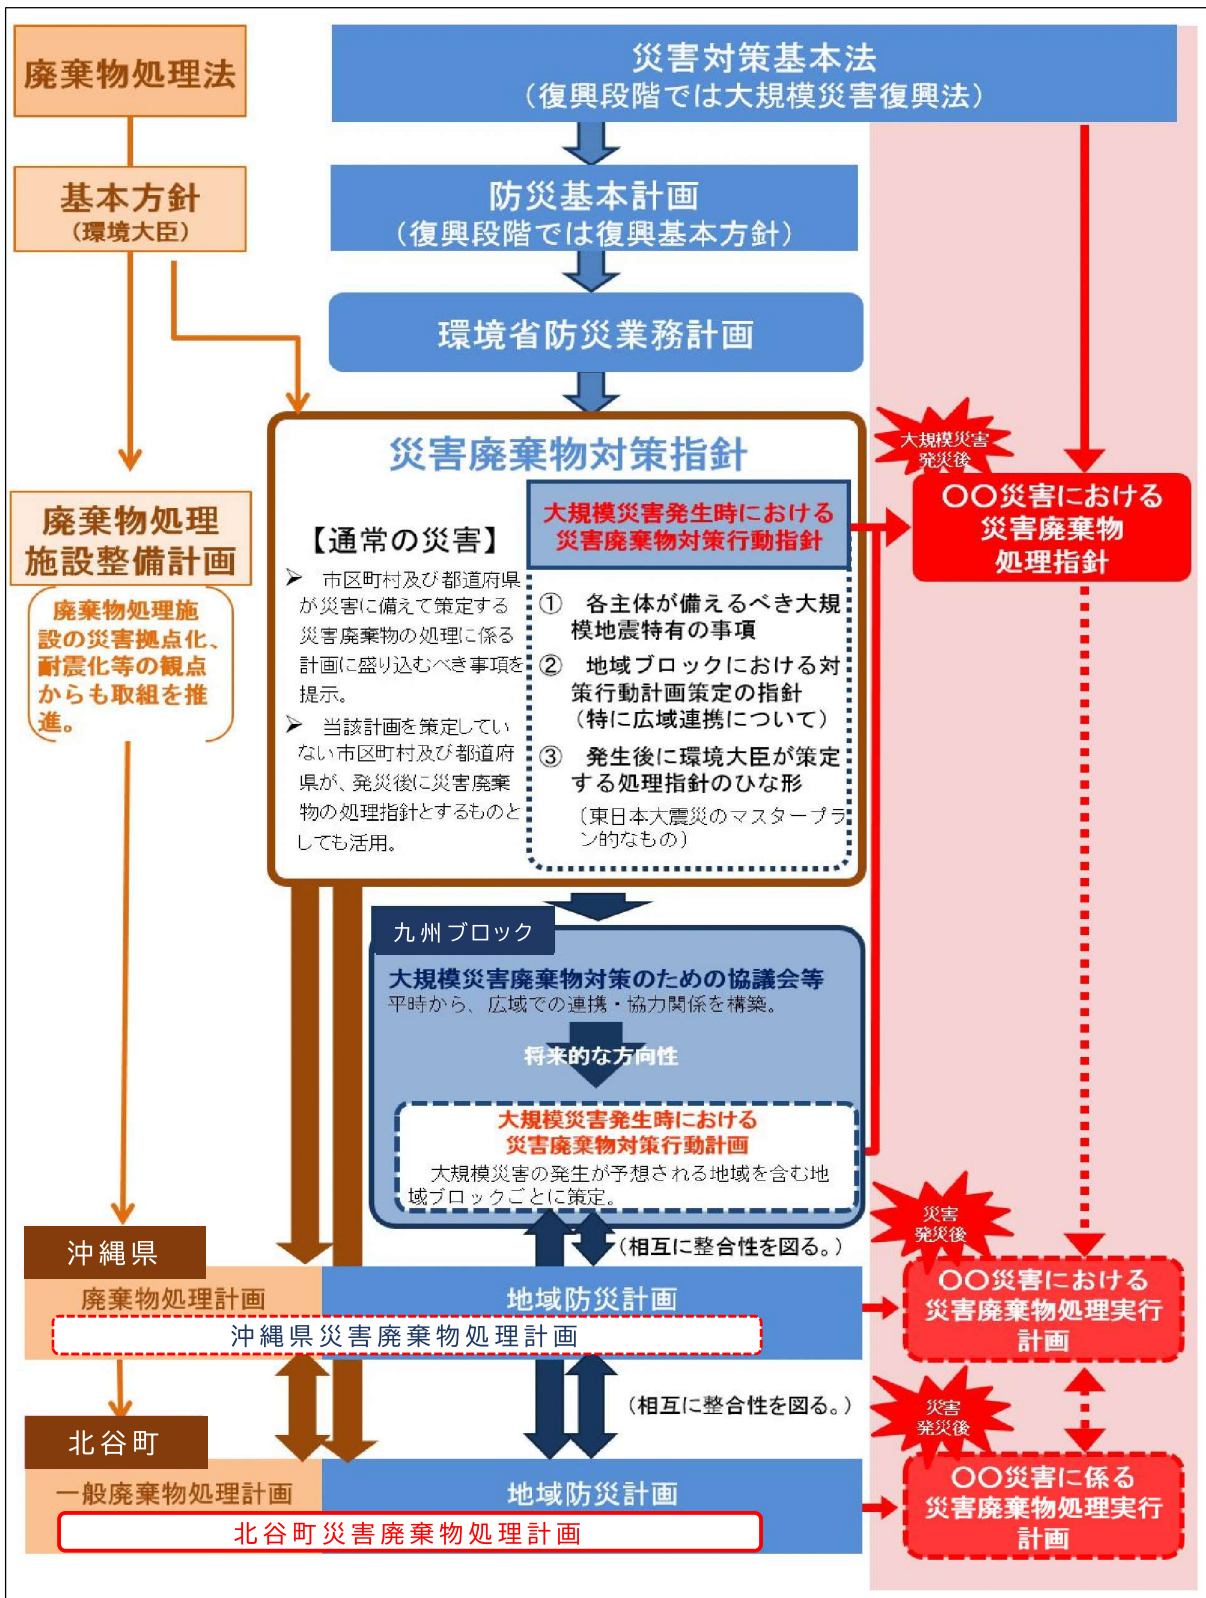 廃棄物処理法
災害対策基本法
（復興段階では大規模災害復興法）
基本方針
（環境大臣）
防災基本計画
（復興段階では復興基本方針）
環境省防災業務計画
災害廃棄物対策指針
大規模災害
発災後
廃棄物処理
施設整備計画
廃棄物処理施
設の災害拠点化、
耐震化等の観点
からも取組を推
進。
【通常の災害】
➢ 市区町村及び都道府県
が災害に備えて策定する
災害廃棄物の処理に係る
計画に盛り込むべき事項を
提示。
➢ 当該計画を策定してい
ない市区町村及び都道府
県が、発災後に災害廃棄
物の処理指針とするものと
しても活用。
大規模災害発生時における
災害廃棄物対策行動指針
① 各主体が備えるべき大規
模地震特有の事項
② 地域ブロックにおける対
策行動計画策定の指針
（特に広域連携について）
③ 発生後に環境大臣が策定
する処理指針のひな形
（東日本大震災のマスタープラ
ン的なもの）
〇〇災害における
災害廃棄物
処理指針
九州ブロック
大規模災害廃棄物対策のための協議会等
平時から、広域での連携・協力関係を構築。
将来的な方向性
大規模災害発生時における
災害廃棄物対策行動計画
大規模災害の発生が予想される地域を含む地
域ブロックごとに策定。
（相互に整合性を図る。）
災害
発災後
沖縄県
廃棄物処理計画
地域防災計画
沖縄県災害廃棄物処理計画
〇〇災害における
災害廃棄物処理実行
計画
（相互に整合性を図る。）
災害
発災後
北谷町
一般廃棄物処理計画
地域防災計画
北谷町災害廃棄物処理計画
〇〇災害に係る
災害廃棄物処理実行
計画